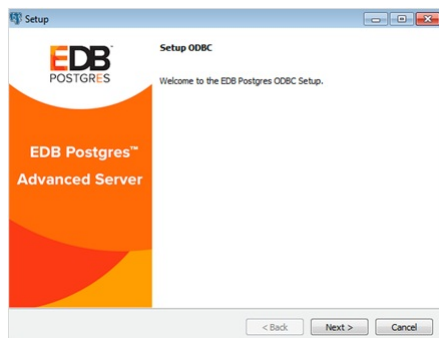 Setup
EDB
POSTGRES
Setup ODBC
Welcome to the EDB Postgres ODBC Setup.
EDB Postgres™
Advanced Server
< Back
Next >
Cancel